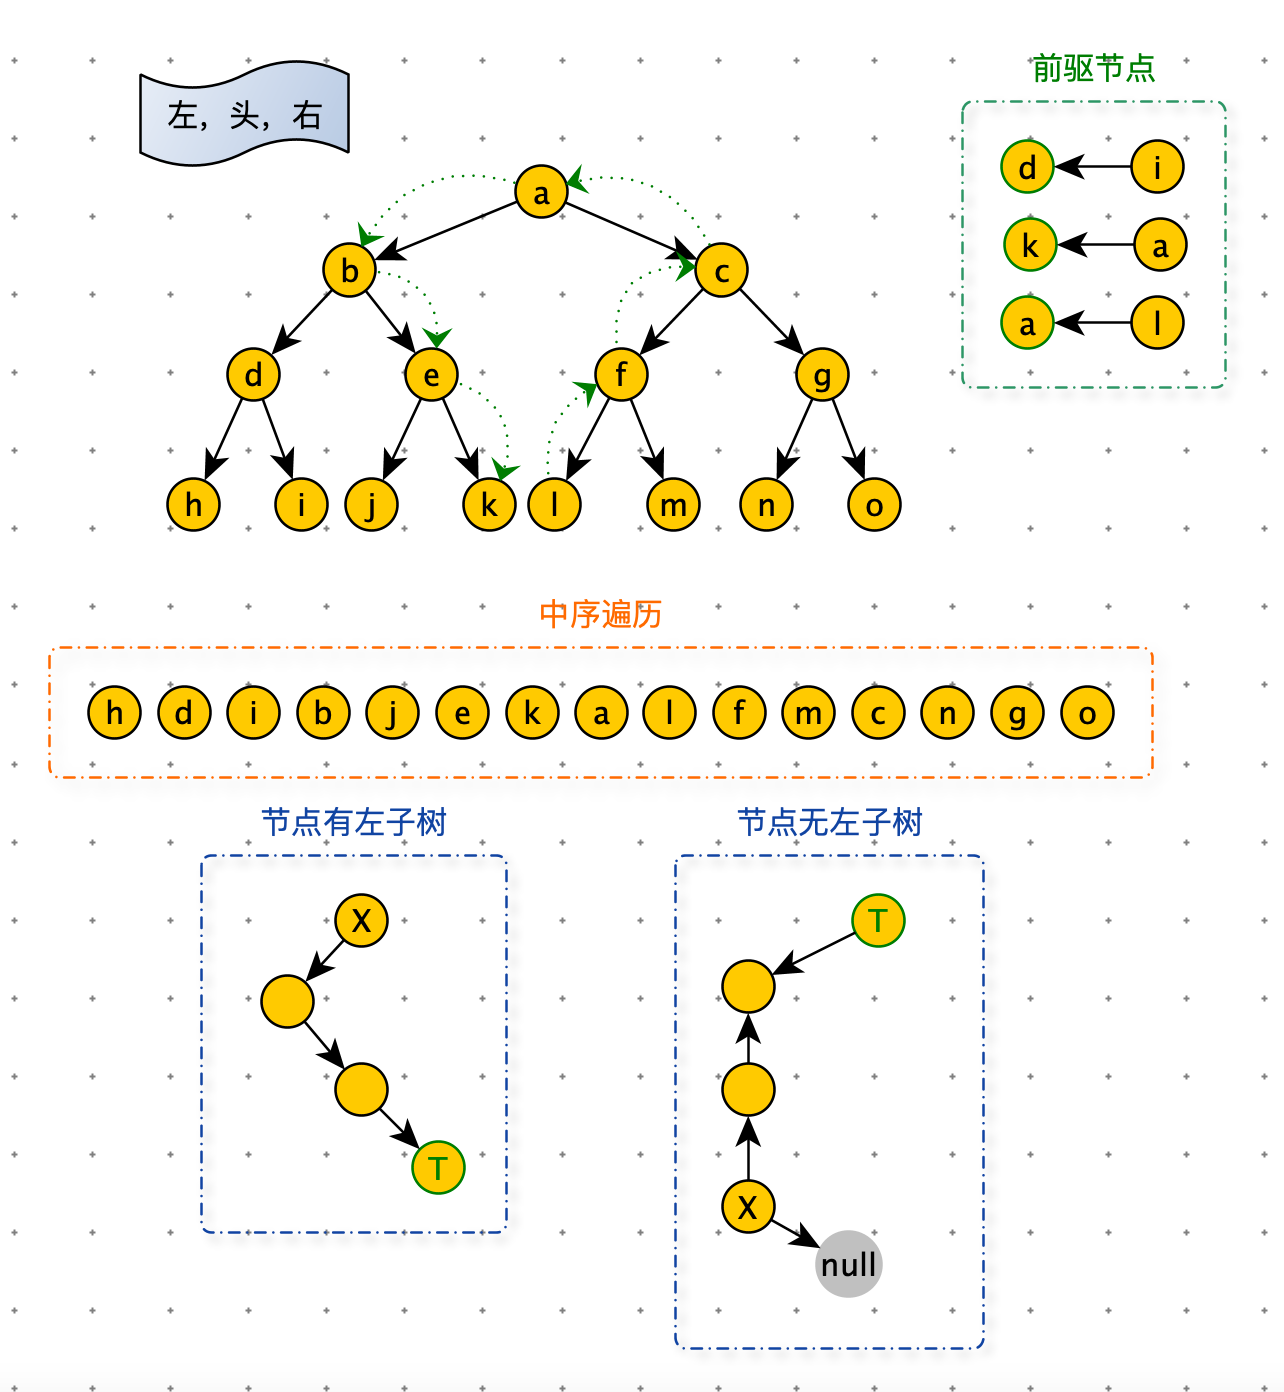 前驱节点
左，头，右
d i
a
k a
b c
a l
d e f g
h i j k l m n o
中序遍历
h d i b j e k a l f m c n g o
节点有左子树 节点无左子树
X T
T
X
null